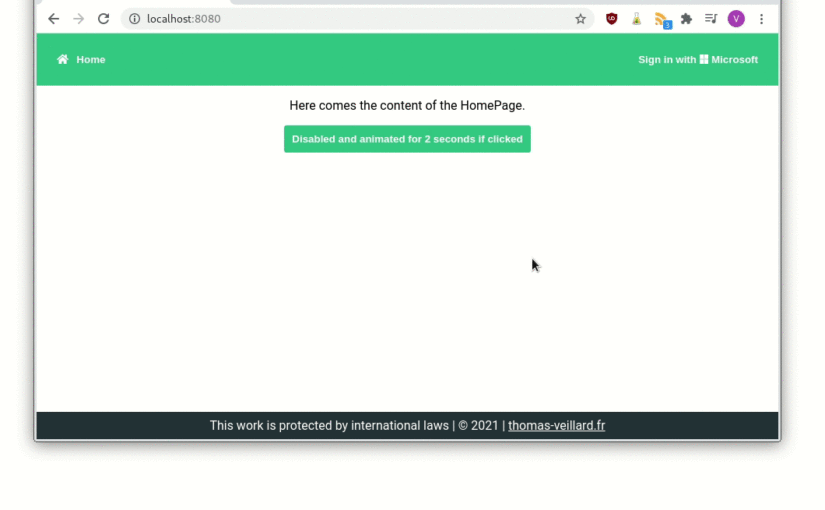 localhost:8080
3
V
Home
Sign in with Microsoft
Here comes the content of the HomePage.
Disabled and animated for 2 seconds if clicked
This work is protected by international laws | © 2021 | thomas-veillard.fr